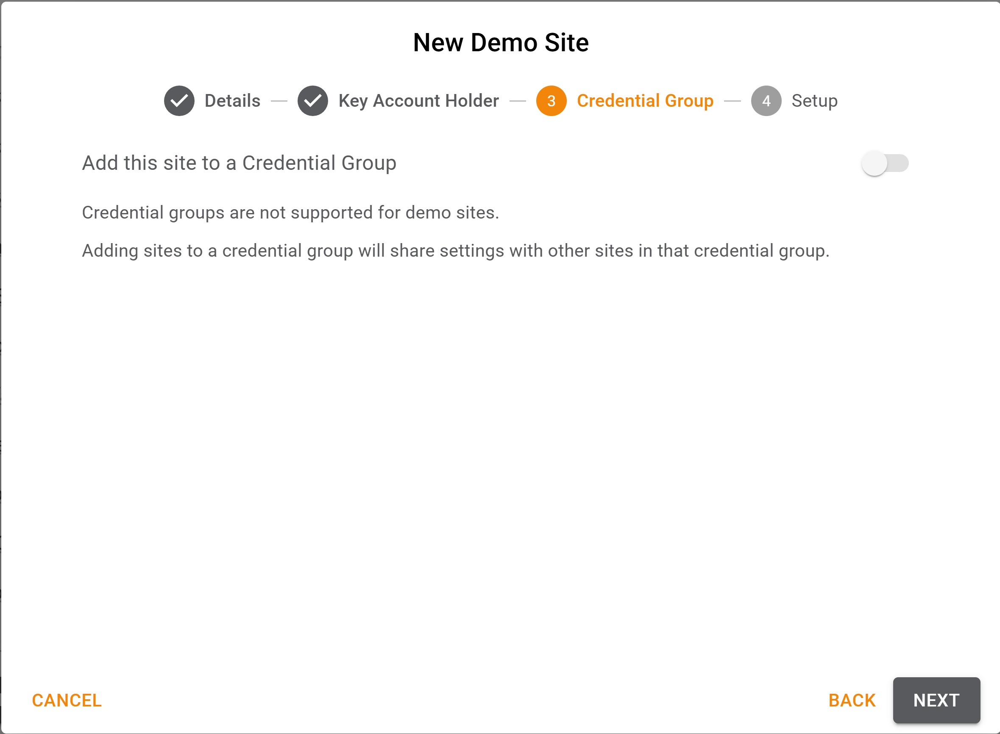 New Demo Site
Details
Key Account Holder
3 Credential Group
4 Setup
Add this site to a Credential Group
Credential groups are not supported for demo sites.
Adding sites to a credential group will share settings with other sites in that credential group.
CANCEL
BACK
NEXT